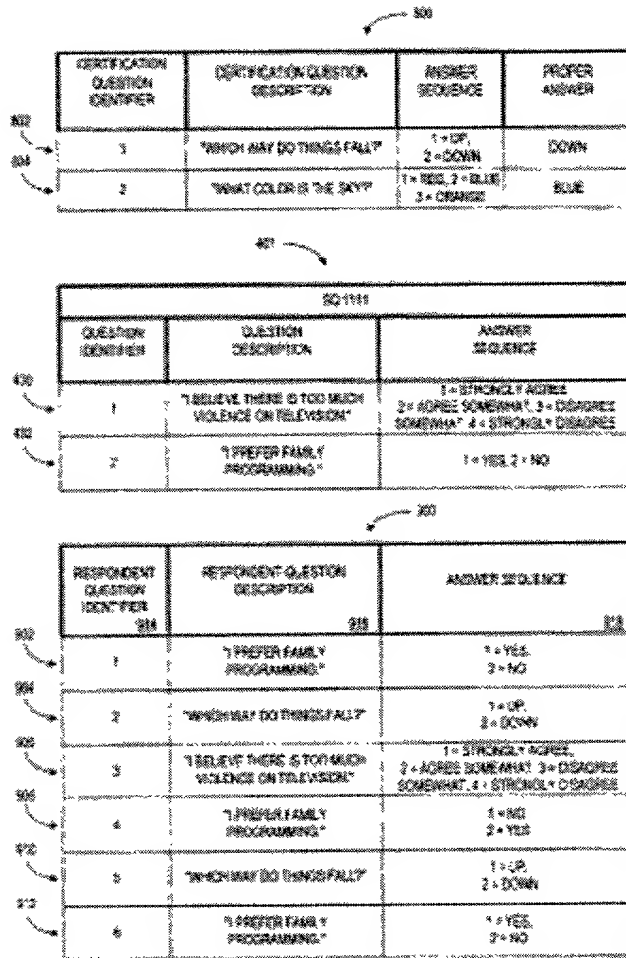 CERTIFICATION
QUESTION
IDENTIFIER
CERTIFICATION QUESTION
DESCRIPTION
ANSWER
SEQUENCE
PROPER
ANSWER
"WHICH WAY DO THINGS FALL?"
1 = UP,
2 = DOWN
DOWN
2
"WHAT COLOR IS THE SKY?"
1 = RED, 2 = BLUE
3 = ORANGE
BLUE
SQ 1111
QUESTION
IDENTIFIER
QUESTION
DESCRIPTION
ANSWER
SEQUENCE
430
1
"I BELIEVE THERE IS TOO MUCH
VIOLENCE ON TELEVISION."
1 = STRONGLY AGREE
2 = AGREE SOMEWHAT, 3 = DISAGREE
SOMEWHAT, 4 = STRONGLY DISAGREE
432
2
"I PREFER FAMILY
PROGRAMMING."
1 = YES, 2 = NO
RESPONDENT
QUESTION
IDENTIFIER
RESPONDENT QUESTION
DESCRIPTION
ANSWER SEQUENCE
902
1
"I PREFER FAMILY
PROGRAMMING."
1 = YES,
2 = NO
904
2
"WHICH WAY DO THINGS FALL?"
1 = UP,
2 = DOWN
3
"I BELIEVE THERE IS TOO MUCH
VIOLENCE ON TELEVISION."
1 = STRONGLY AGREE,
2 = AGREE SOMEWHAT, 3 = DISAGREE
SOMEWHAT, 4 = STRONGLY DISAGREE
4
"I PREFER FAMILY
PROGRAMMING."
1 = NO
2 = YES
5
"WHICH WAY DO THINGS FALL?"
1 = UP,
2 = DOWN
6
"I PREFER FAMILY
PROGRAMMING."
1 = YES,
2 = NO